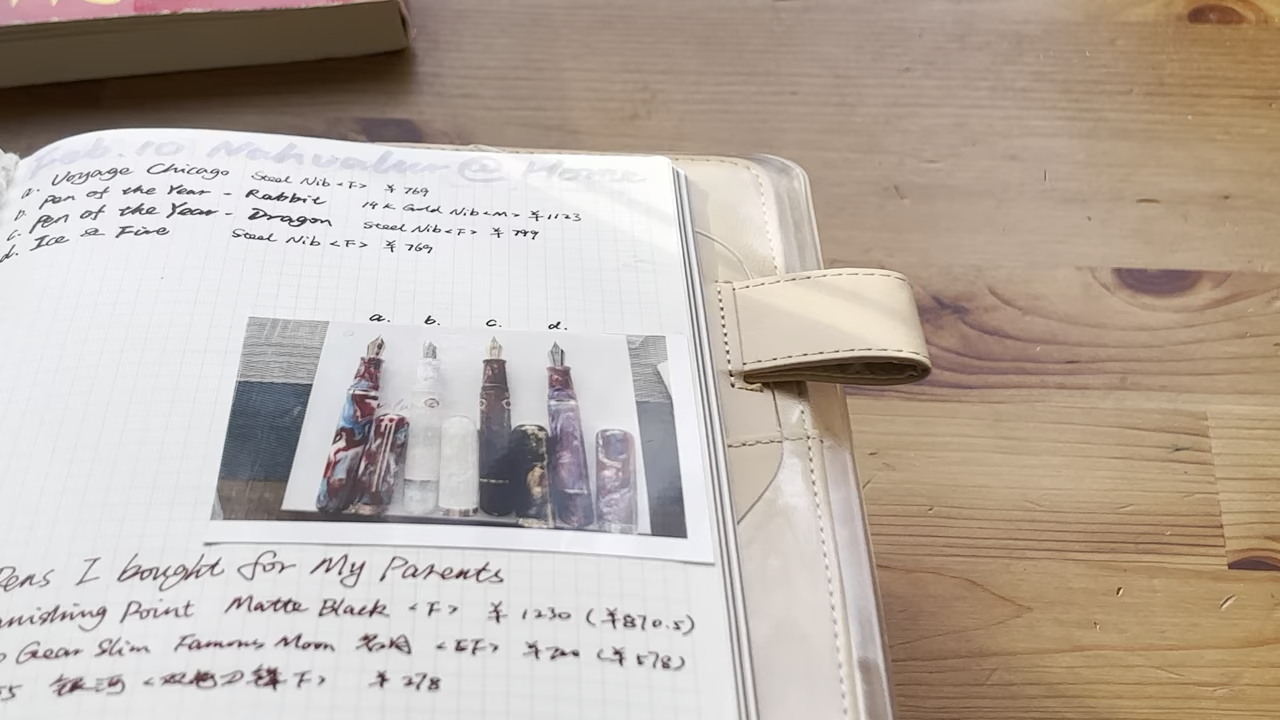 Feb. 10 Nahvalur @ Home
a. Voyage Chicago Steel Nib <F> ¥ 769
b. Pen of the Year - Rabbit 14K Gold Nib <M> ¥ 1123
c. Pen of the Year - Dragon Steel Nib <F> ¥ 799
d. Ice & Fire Steel Nib <F> ¥ 769
a. b. c. d.
Pens I bought for My Parents
anishing Point Matte Black <F> ¥ 1230 (¥870.5)
Gear Slim Famous Moon 名月 <EF> (¥578)
银河 ¥ 278